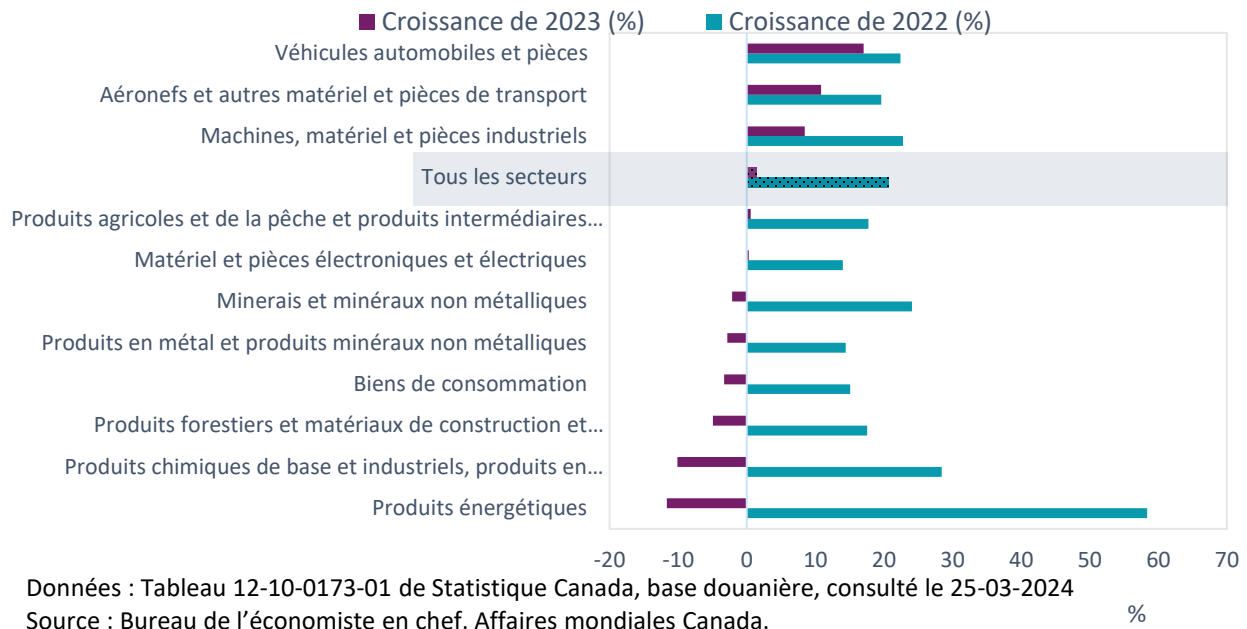 Croissance de 2023 (%) Croissance de 2022 (%)
Véhicules automobiles et pièces
Aéronefs et autres matériel et pièces de transport
Machines, matériel et pièces industriels
Tous les secteurs
Produits agricoles et de la pêche et produits intermédiaires...
Matériel et pièces électroniques et électriques
Minerais et minéraux non métalliques
Produits en métal et produits minéraux non métalliques
Biens de consommation
Produits forestiers et matériaux de construction et...
Produits chimiques de base et industriels, produits en...
Produits énergétiques
-20 -10 0 10 20 30 40 50 60 70
Données : Tableau 12-10-0173-01 de Statistique Canada, base douanière, consulté le 25-03-2024
Source : Bureau de l’économiste en chef, Affaires mondiales Canada.
%